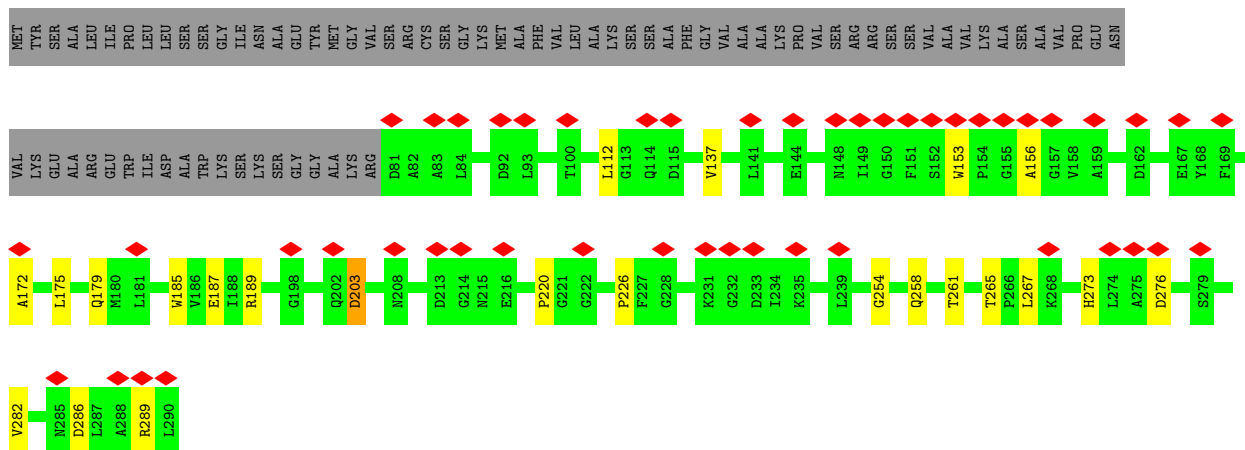 MET TYR SER ALA LEU ILE PRO LEU LEU SER SER GLY ILE ASN ALA GLU TYR MET GLY VAL SER ARG CYS SER GLY LYS MET ALA PHE VAL LEU ALA LYS SER SER ALA PHE GLY VAL ALA ALA LYS PRO VAL SER ARG ARG SER SER VAL ALA VAL LYS ALA SER ALA VAL PRO GLU ASN
VAL LYS GLU ALA ARG GLU TRP ILE ASP ALA TRP LYS SER LYS SER GLY GLY ALA LYS ARG D81 A82 A83 L84 D92 L93 T100 L112 G113 Q114 D115 V137 L141 E144 N148 I149 G150 F151 S152 W153 P154 G155 A156 G157 V158 A159 D162 E167 Y168 F169
A172 L175 Q179 M180 L181 W185 V186 E187 I188 R189 G198 Q202 D203 N208 D213 G214 N215 E216 P220 G221 G222 P226 F227 G228 K231 G232 D233 I234 K235 L239 G254 Q258 T261 T265 P266 L267 K268 H273 L274 A275 D276 S279
V282 N285 D286 L287 A288 R289 L290